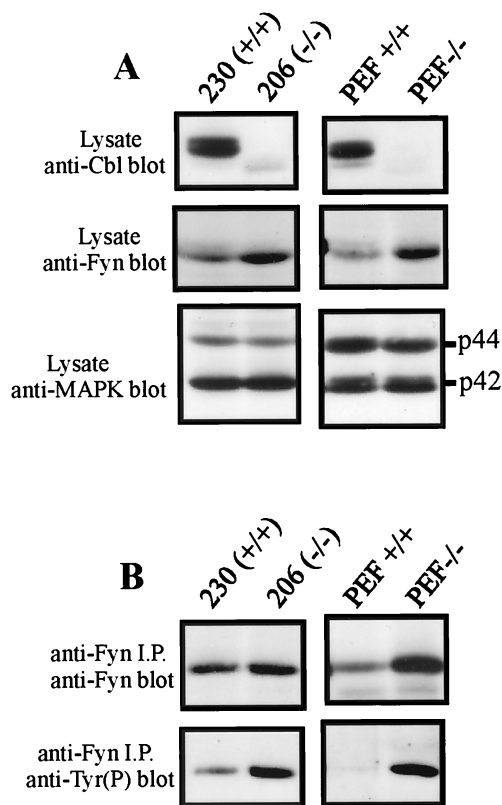 A
230 (+/+)
206 (-/-)
PEF +/+
PEF-/-
Lysate
anti-Cbl blot
Lysate
anti-Fyn blot
Lysate
anti-MAPK blot
p44
p42
B
230 (+/+)
206 (-/-)
PEF +/+
PEF-/-
anti-Fyn I.P.
anti-Fyn blot
anti-Fyn I.P.
anti-Tyr(P) blot